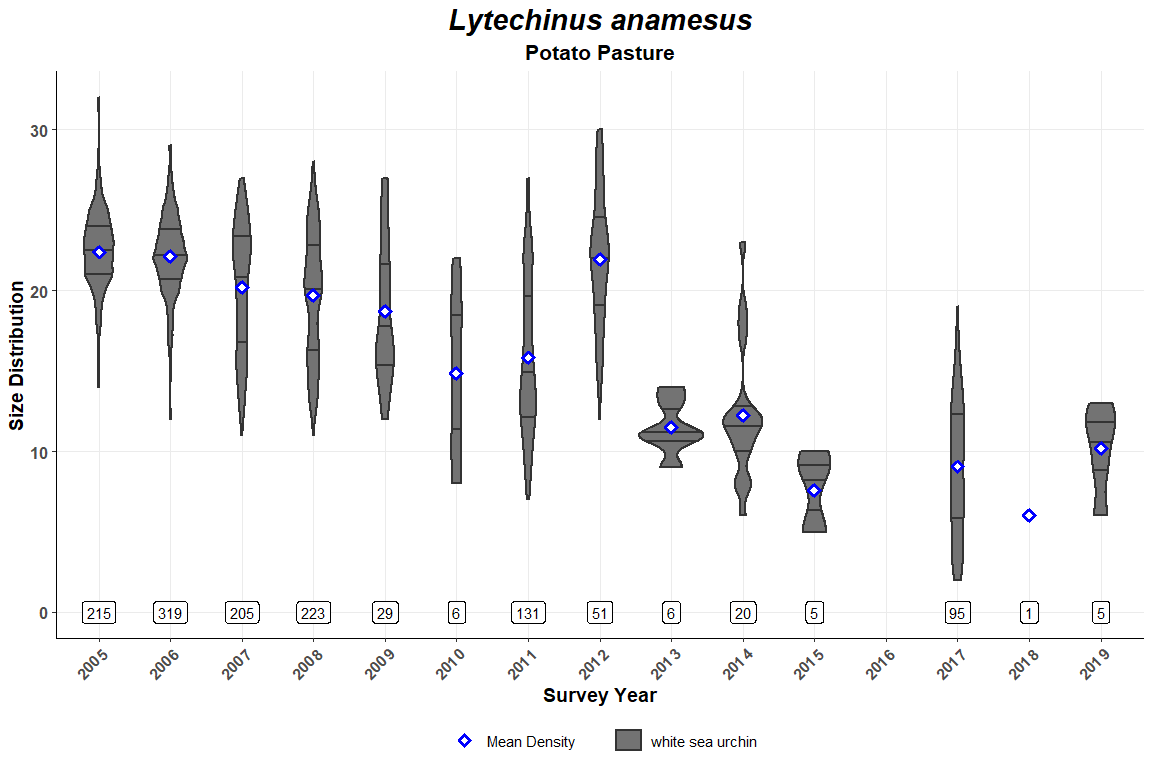 Lytechinus anamesus
Potato Pasture
Size Distribution
30
20
10
0
215 319 205 223 29 6 131 51 6 20 5 95 1 5
2005 2006 2007 2008 2009 2010 2011 2012 2013 2014 2015 2016 2017 2018 2019
Survey Year
Mean Density white sea urchin